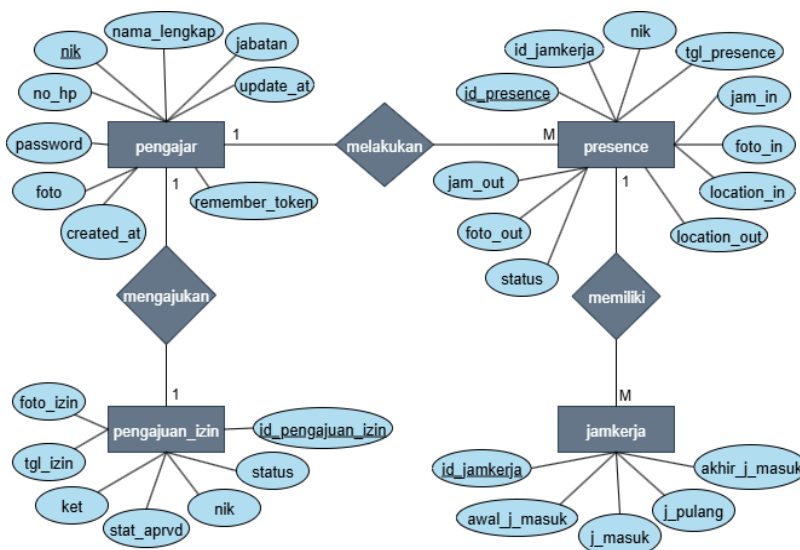 nama_lengkap
nik
jabatan
no_hp
update_at
password
pengajar
foto
created_at
remember_token
1
melakukan
M
id_jamkerja
nik
tgl_presence
id_presence
jam_in
presence
foto_in
jam_out
location_in
foto_out
location_out
status
1
mengajukan
1
1
memiliki
M
foto_izin
pengajuan_izin
id_pengajuan_izin
tgl_izin
status
ket
nik
stat_aprvd
jamkerja
id_jamkerja
akhir_j_masuk
awal_j_masuk
j_pulang
j_masuk